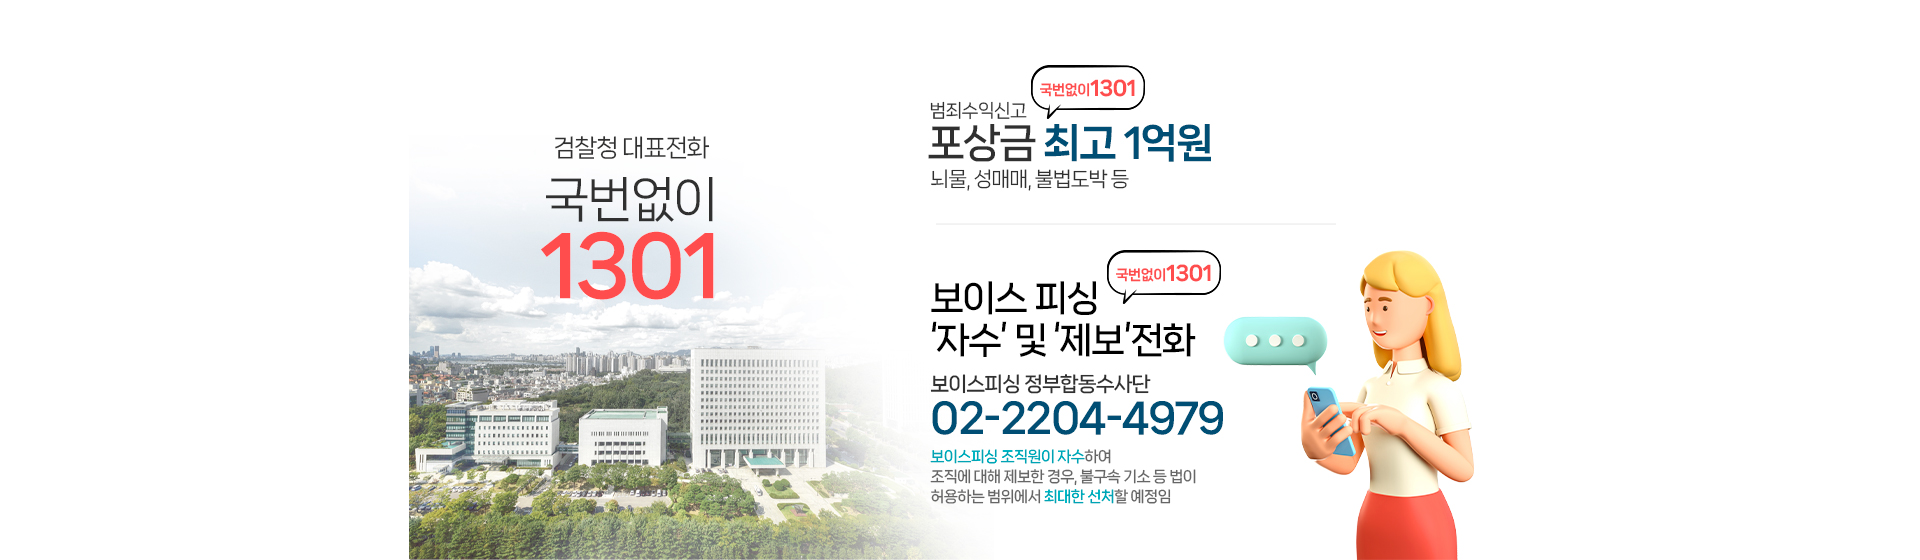 검찰청 대표전화
국번없이
1301
국번없이1301
범죄수익신고
포상금 최고 1억원
뇌물, 성매매, 불법도박 등
국번없이1301
보이스 피싱
'자수' 및 '제보'전화
보이스피싱 정부합동수사단
02-2204-4979
보이스피싱 조직원이 자수하여
조직에 대해 제보한 경우, 불구속 기소 등 법이
허용하는 범위에서 최대한 선처할 예정임